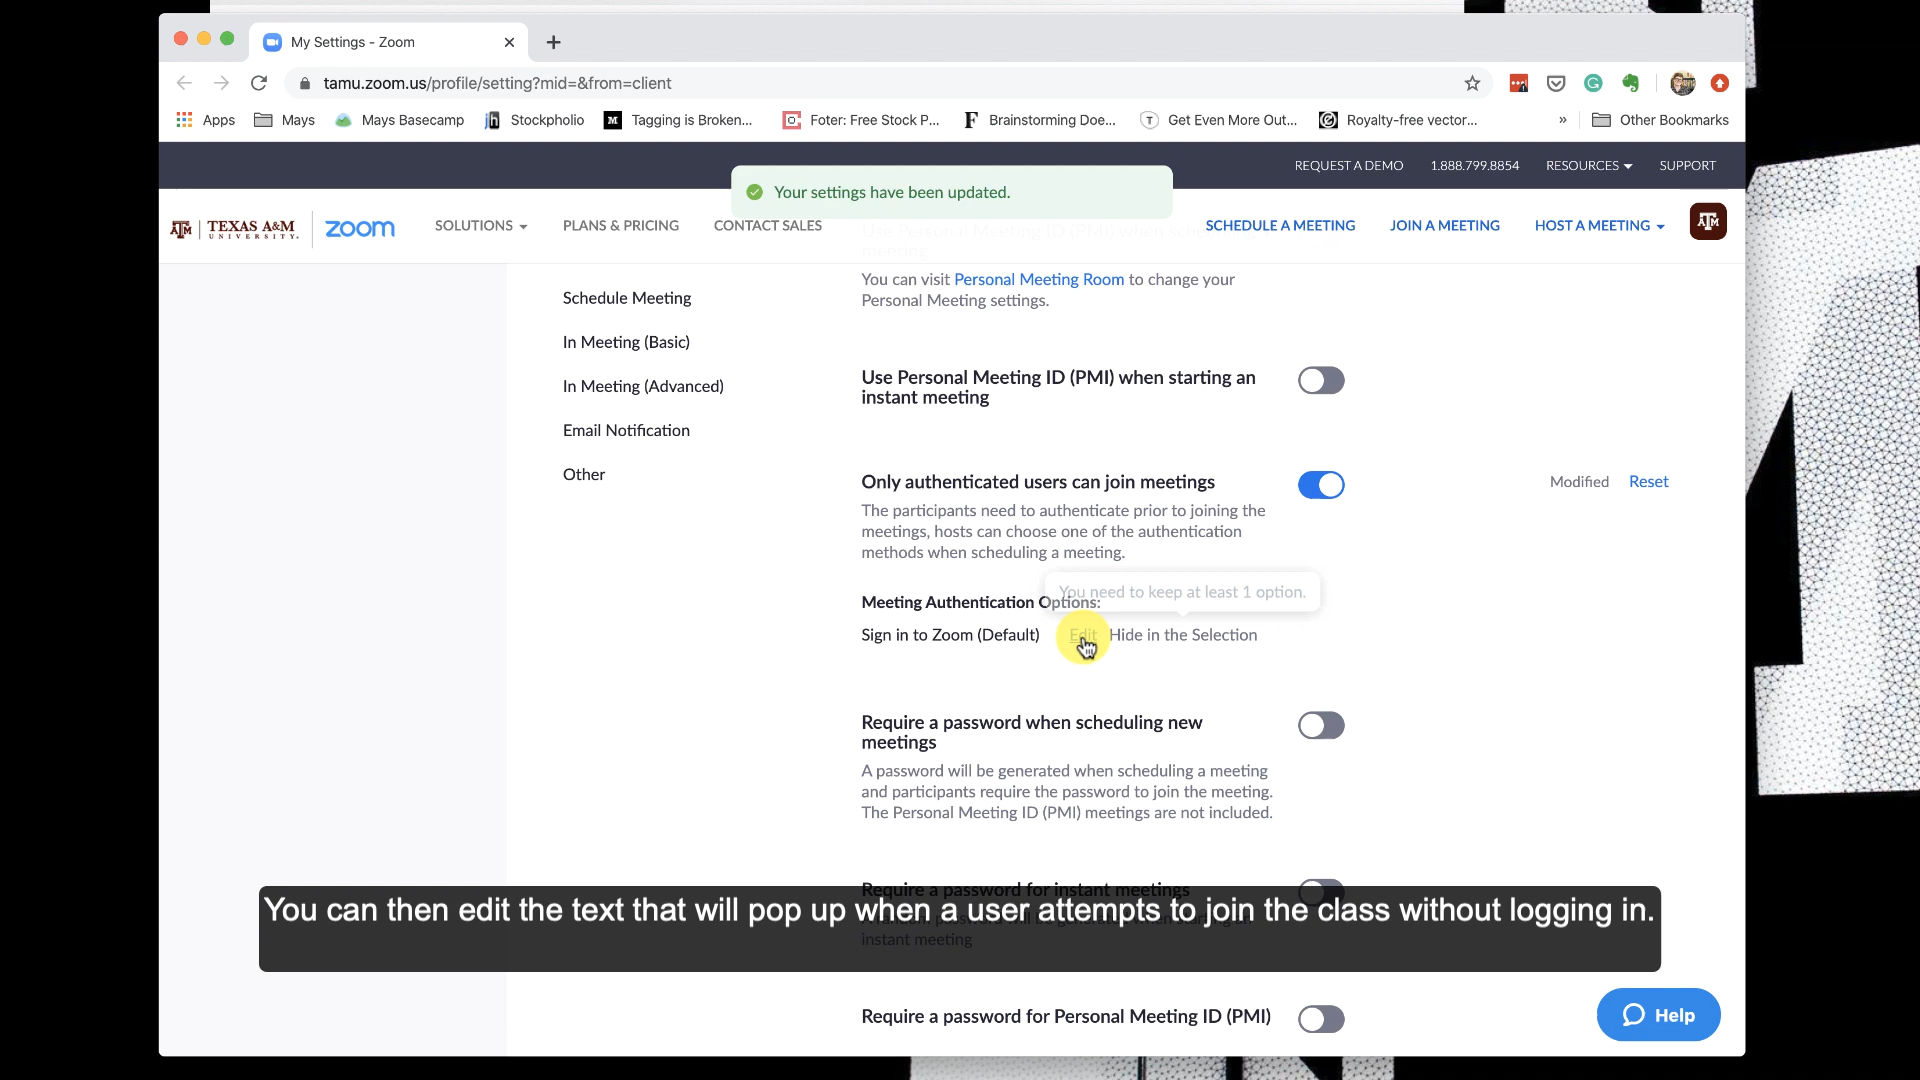 My Settings - Zoom
tamu.zoom.us/profile/setting?mid=&from=client
Apps Mays Mays Basecamp Stockpholio Tagging is Broken... Foter: Free Stock P... Brainstorming Doe... Get Even More Out... Royalty-free vector... » Other Bookmarks
REQUEST A DEMO 1.888.799.8854 RESOURCES SUPPORT
Your settings have been updated.
TEXAS A&M UNIVERSITY zoom SOLUTIONS PLANS & PRICING CONTACT SALES SCHEDULE A MEETING JOIN A MEETING HOST A MEETING
Schedule Meeting
In Meeting (Basic)
In Meeting (Advanced)
Email Notification
Other
You can visit Personal Meeting Room to change your
Personal Meeting settings.
Use Personal Meeting ID (PMI) when starting an
instant meeting
Only authenticated users can join meetings
Modified Reset
The participants need to authenticate prior to joining the
meetings, hosts can choose one of the authentication
methods when scheduling a meeting.
You need to keep at least 1 option.
Meeting Authentication Options:
Sign in to Zoom (Default) Edit Hide in the Selection
Require a password when scheduling new
meetings
A password will be generated when scheduling a meeting
and participants require the password to join the meeting.
The Personal Meeting ID (PMI) meetings are not included.
Require a password for instant meetings
You can then edit the text that will pop up when a user attempts to join the class without logging in.
instant meeting
Require a password for Personal Meeting ID (PMI)
Help